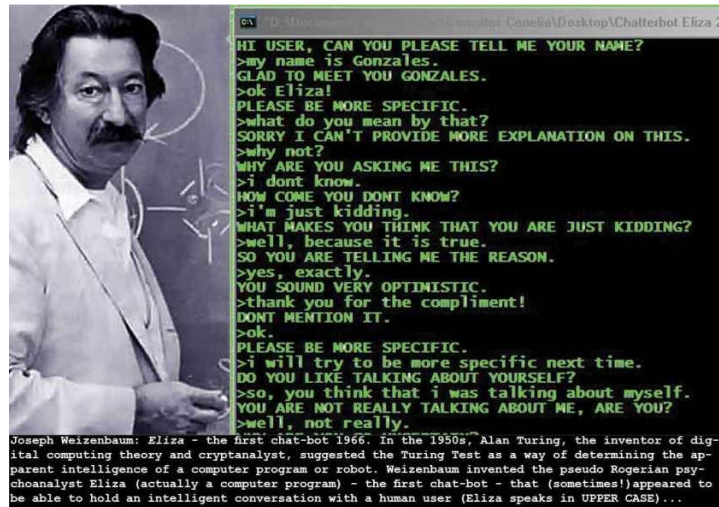 "D:\Discus Gonzales Cenelia\Desktop\Chatterbot Eliza 2
HI USER, CAN YOU PLEASE TELL ME YOUR NAME?
>my name is Gonzales.
GLAD TO MEET YOU GONZALES.
>ok Eliza!
PLEASE BE MORE SPECIFIC.
>what do you mean by that?
SORRY I CAN'T PROVIDE MORE EXPLANATION ON THIS.
>why not?
WHY ARE YOU ASKING ME THIS?
>i dont know.
HOW COME YOU DONT KNOW?
>i'm just kidding.
WHAT MAKES YOU THINK THAT YOU ARE JUST KIDDING?
>well, because it is true.
SO YOU ARE TELLING ME THE REASON.
>yes, exactly.
YOU SOUND VERY OPTIMISTIC.
>thank you for the compliment!
DONT MENTION IT.
>ok.
PLEASE BE MORE SPECIFIC.
>i will try to be more specific next time.
DO YOU LIKE TALKING ABOUT YOURSELF?
>so, you think that i was talking about myself.
YOU ARE NOT REALLY TALKING ABOUT ME, ARE YOU?
>well, not really.
Joseph Weizenbaum: Eliza - the first chat-bot 1966. In the 1950s, Alan Turing, the inventor of dig-
ital computing theory and cryptanalyst, suggested the Turing Test as a way of determining the ap-
parent intelligence of a computer program or robot. Weizenbaum invented the pseudo Rogerian psy-
choanalyst Eliza (actually a computer program) - the first chat-bot - that (sometimes!)appeared to
be able to hold an intelligent conversation with a human user (Eliza speaks in UPPER CASE)...